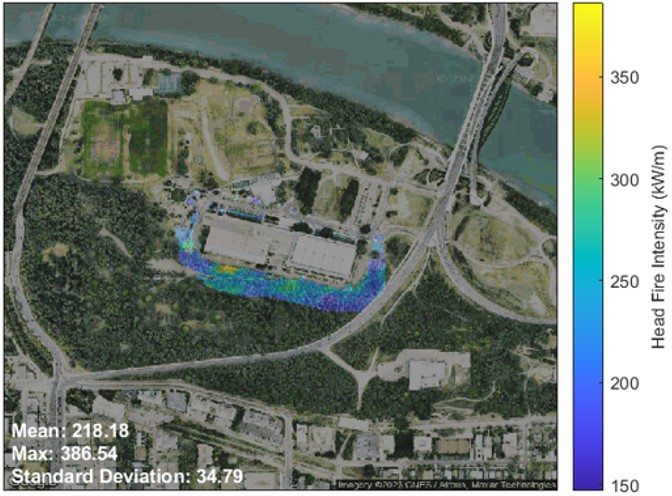 350
300
250
200
150
Head Fire Intensity (kW/m)
Mean: 218.18
Max: 386.54
Standard Deviation: 34.79
Imagery ©2023 CNES / Airbus, Maxar Technologies